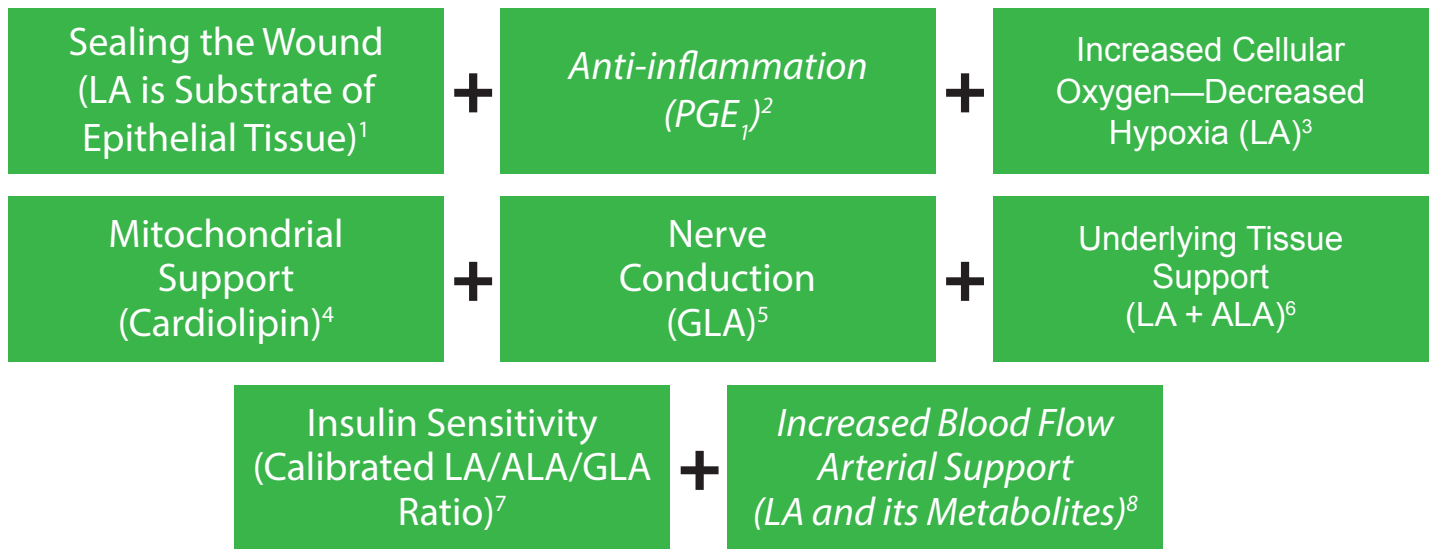 Sealing the Wound
(LA is Substrate of
Epithelial Tissue)¹
+
Anti-inflammation
(PGE₁)²
+
Increased Cellular
Oxygen—Decreased
Hypoxia (LA)³
Mitochondrial
Support
(Cardiolipin)⁴
+
Nerve
Conduction
(GLA)⁵
+
Underlying Tissue
Support
(LA + ALA)⁶
Insulin Sensitivity
(Calibrated LA/ALA/GLA
Ratio)⁷
+
Increased Blood Flow
Arterial Support
(LA and its Metabolites)⁸